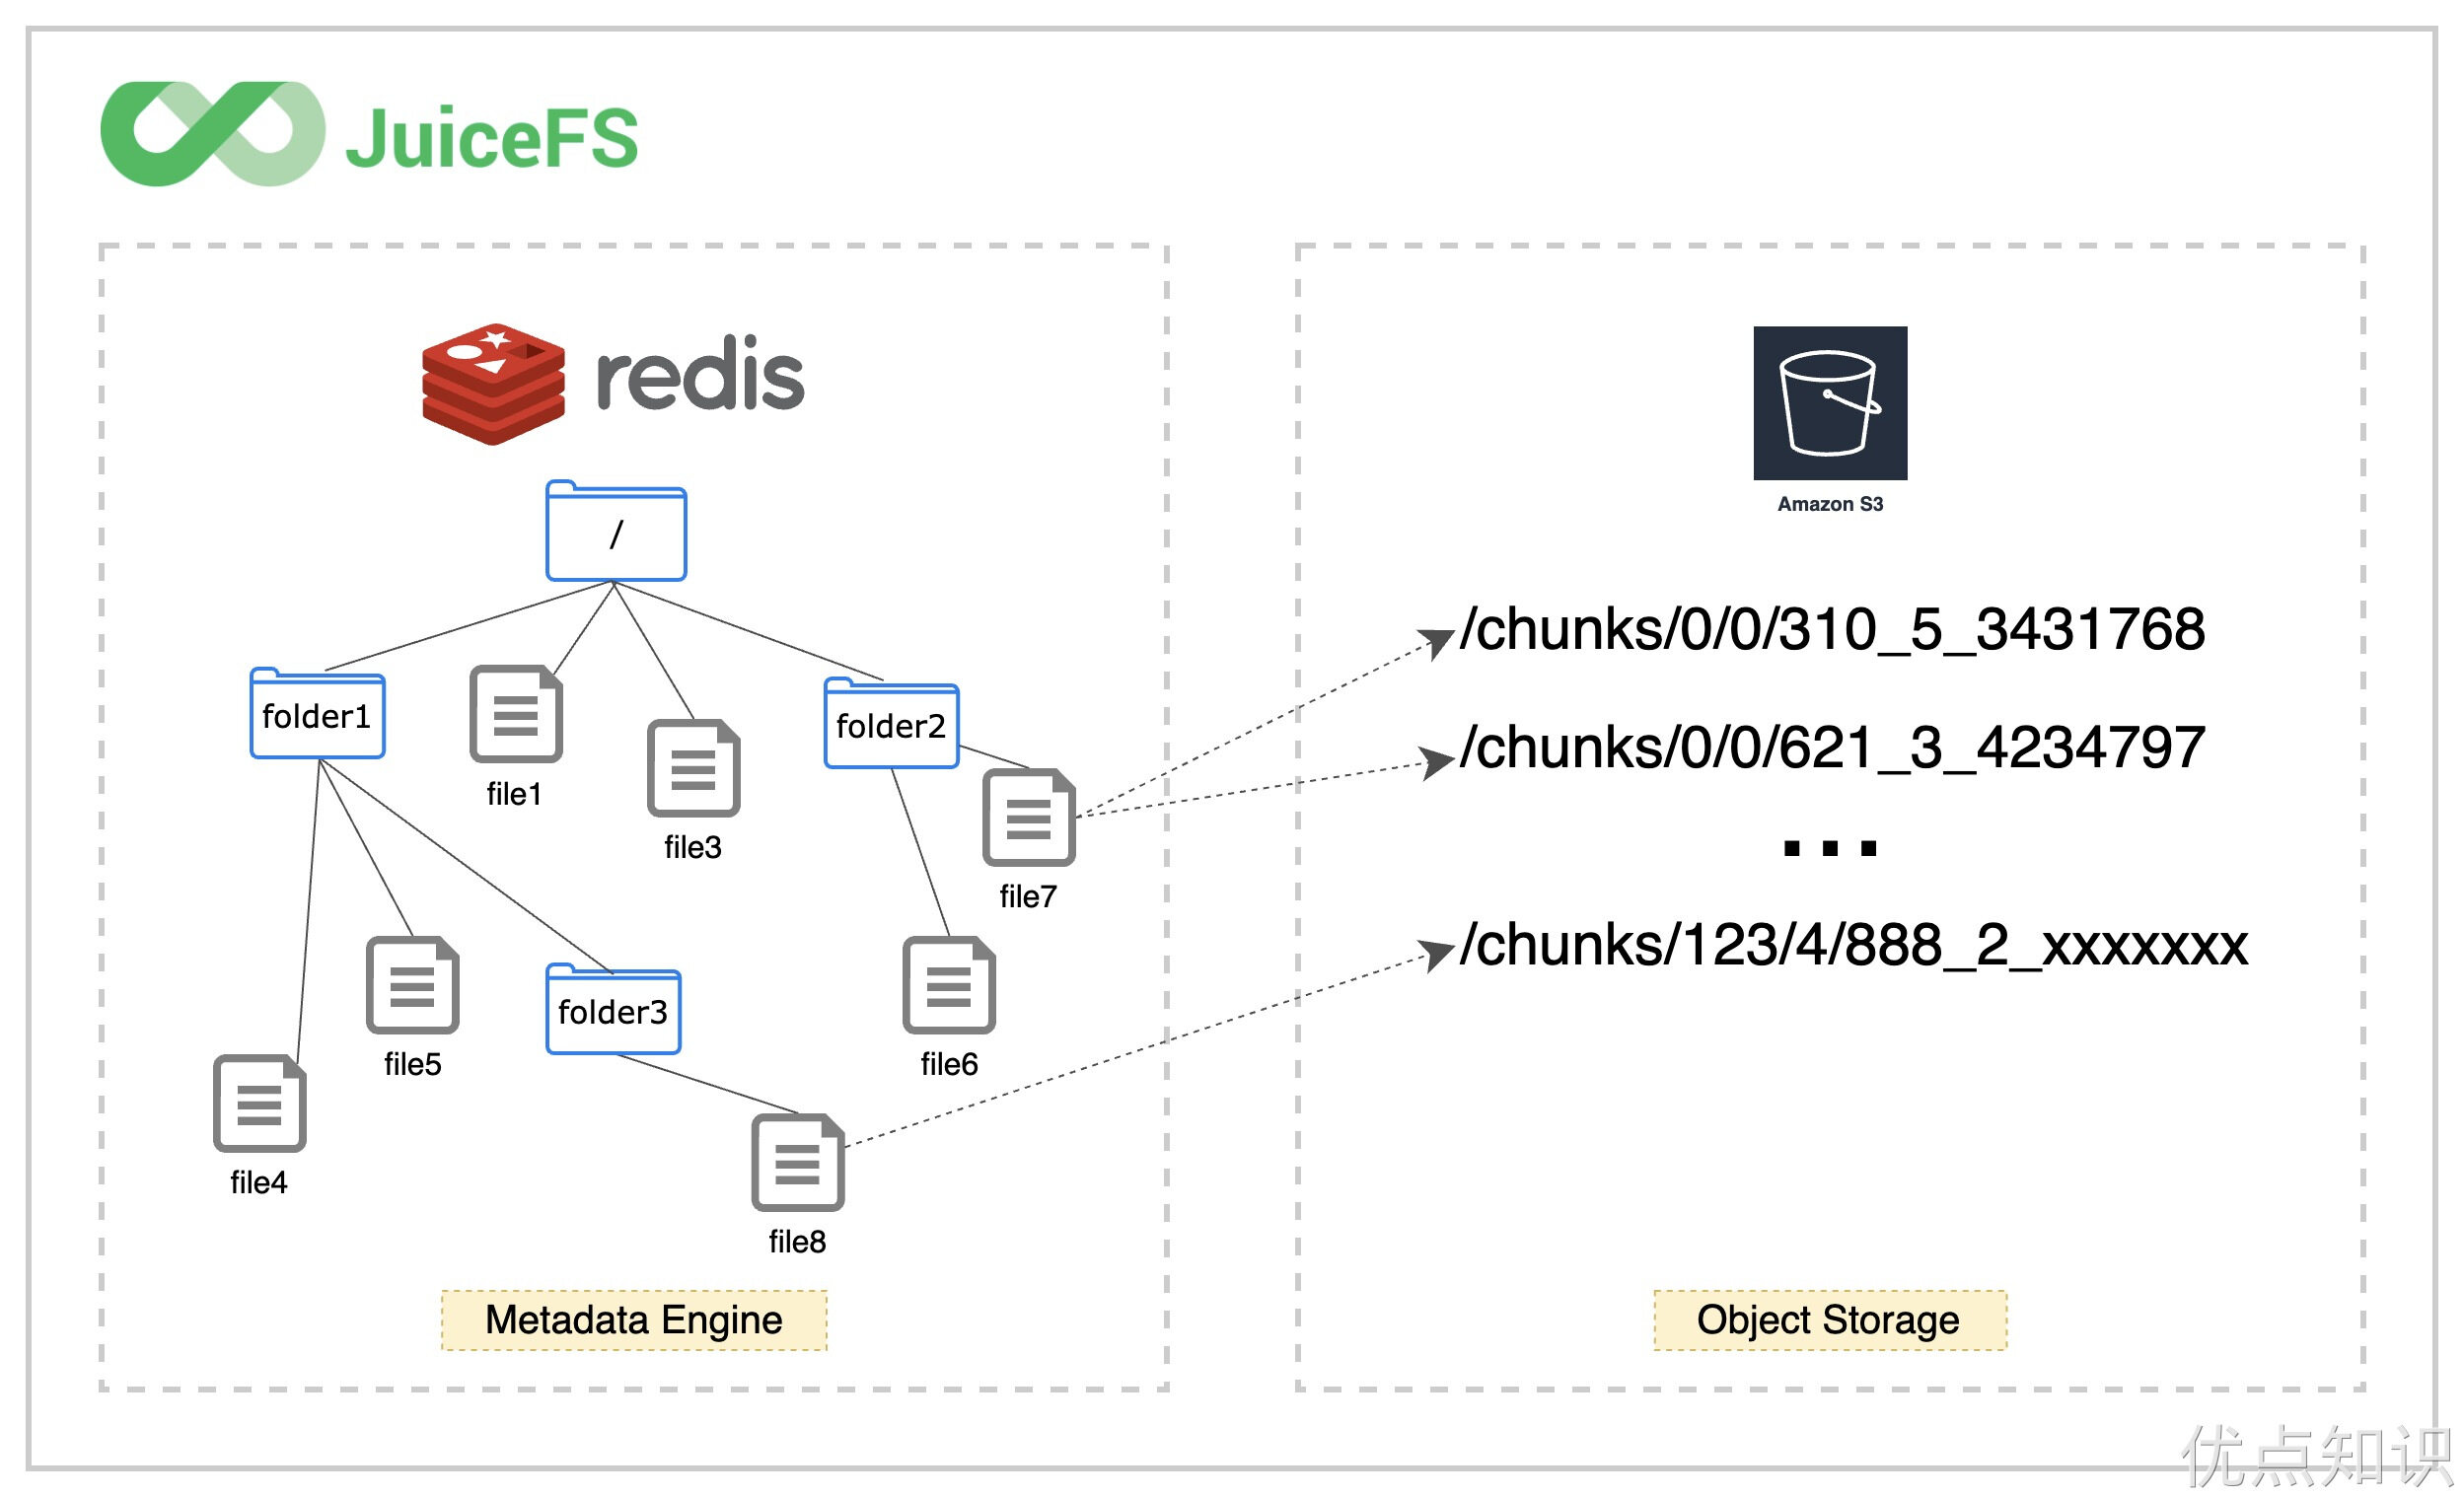 JuiceFS
redis
/
folder1
file1
file3
folder2
file7
file4
file5
folder3
file6
file8
Metadata Engine
Amazon S3
/chunks/0/0/310_5_3431768
/chunks/0/0/621_3_4234797
...
/chunks/123/4/888_2_xxxxxxx
Object Storage
优点知识